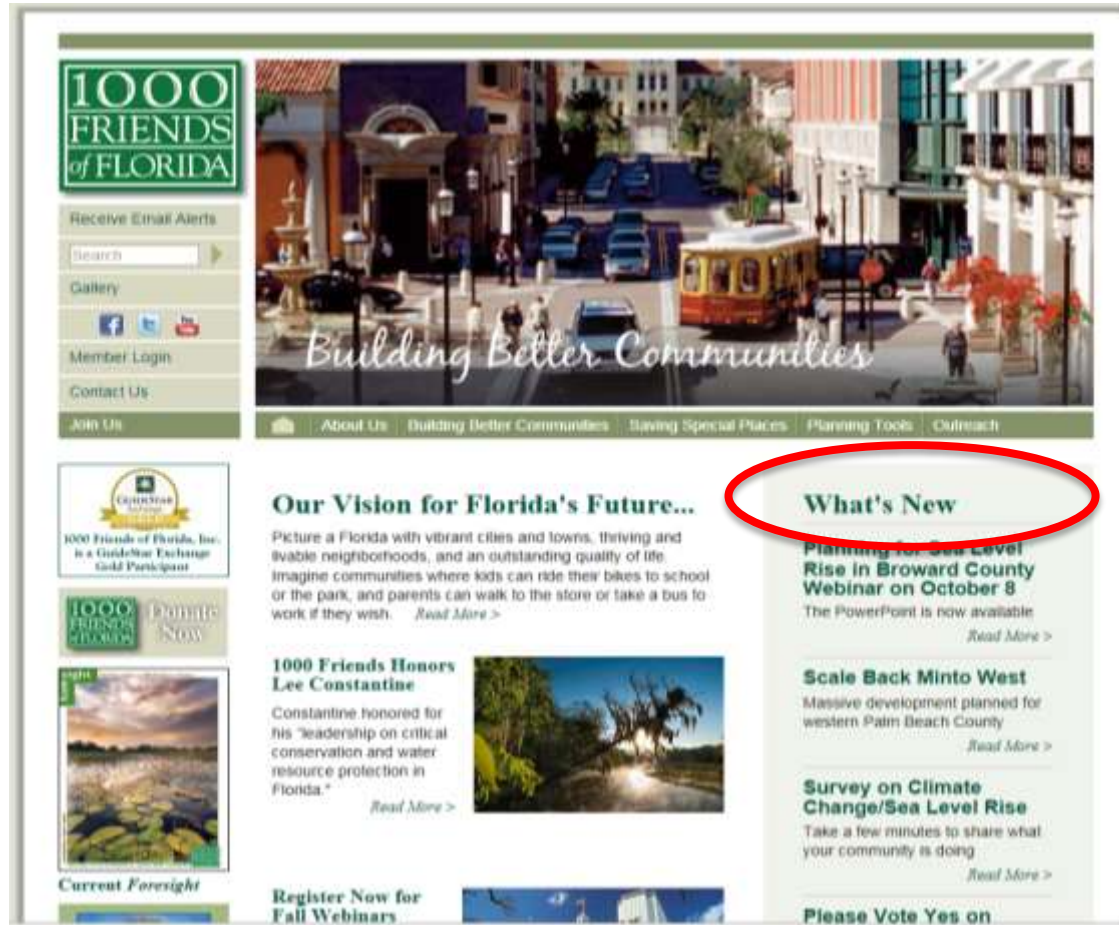 1000
FRIENDS
of FLORIDA
Receive Email Alerts
Search
Gallery
Member Login
Contact Us
Join Us
Building Better Communities
About Us Building Better Communities Saving Special Places Planning Tools Outreach
GUIDESTAR
1000 Friends of Florida, Inc.
is a GuideStar Exchange
Gold Participant
1000
FRIENDS
of FLORIDA
Donate
Now
Current Foresight
Our Vision for Florida's Future...
Picture a Florida with vibrant cities and towns, thriving and
livable neighborhoods, and an outstanding quality of life.
Imagine communities where kids can ride their bikes to school
or the park, and parents can walk to the store or take a bus to
work if they wish. Read More >
1000 Friends Honors
Lee Constantine
Constantine honored for
his "leadership on critical
conservation and water
resource protection in
Florida."
Read More >
Register Now for
Fall Webinars
What's New
Planning for Sea Level
Rise in Broward County
Webinar on October 8
The PowerPoint is now available
Read More >
Scale Back Minto West
Massive development planned for
western Palm Beach County
Read More >
Survey on Climate
Change/Sea Level Rise
Take a few minutes to share what
your community is doing
Read More >
Please Vote Yes on